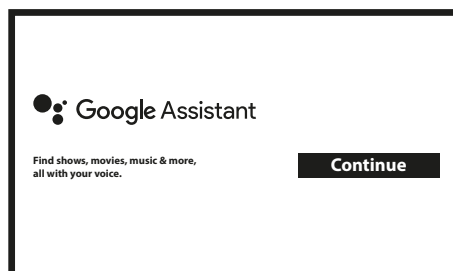 Google Assistant
Find shows, movies, music & more,
all with your voice.
Continue